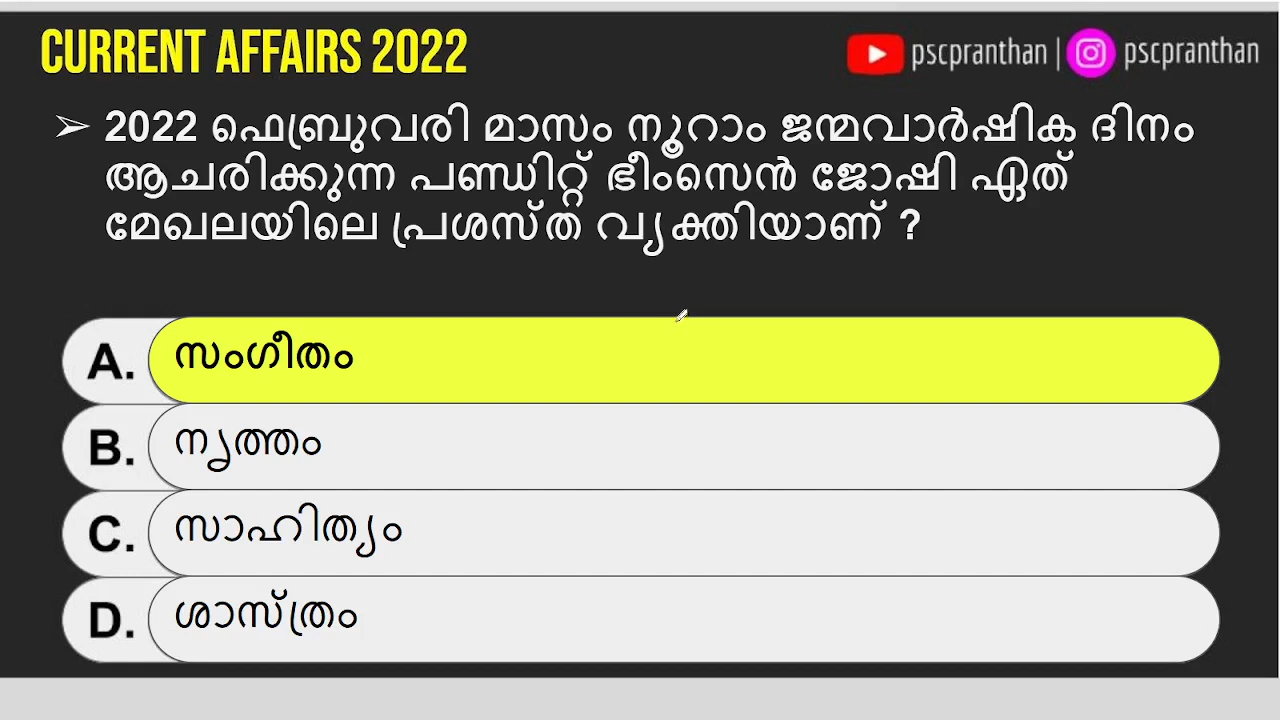 CURRENT AFFAIRS 2022
pscpranthan | pscpranthan
➢ 2022 ഫെബ്രുവരി മാസം നൂറാം ജന്മവാർഷിക ദിനം
ആചരിക്കുന്ന പണ്ഡിറ്റ് ഭീംസെൻ ജോഷി ഏത്
മേഖലയിലെ പ്രശസ്ത വ്യക്തിയാണ് ?
A. സംഗീതം
B. നൃത്തം
C. സാഹിത്യം
D. ശാസ്ത്രം